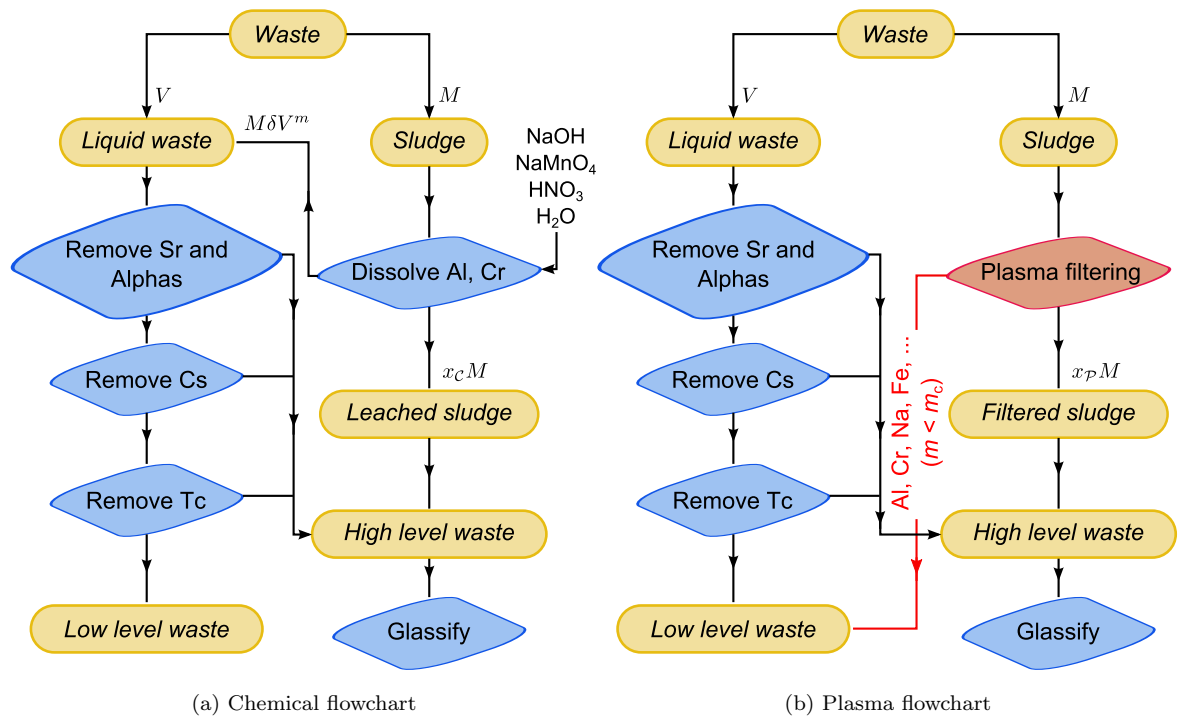 Waste
V
M
Liquid waste
MδVᵐ
Sludge
NaOH
NaMnO₄
HNO₃
H₂O
Remove Sr and
Alphas
Dissolve Al, Cr
Remove Cs
x_𝒞M
Leached sludge
Remove Tc
High level waste
Low level waste
Glassify
(a) Chemical flowchart
Waste
V
M
Liquid waste
Sludge
Remove Sr and
Alphas
Plasma filtering
Al, Cr, Na, Fe, ...
(m < m_c)
Remove Cs
x_𝒫M
Filtered sludge
Remove Tc
High level waste
Low level waste
Glassify
(b) Plasma flowchart